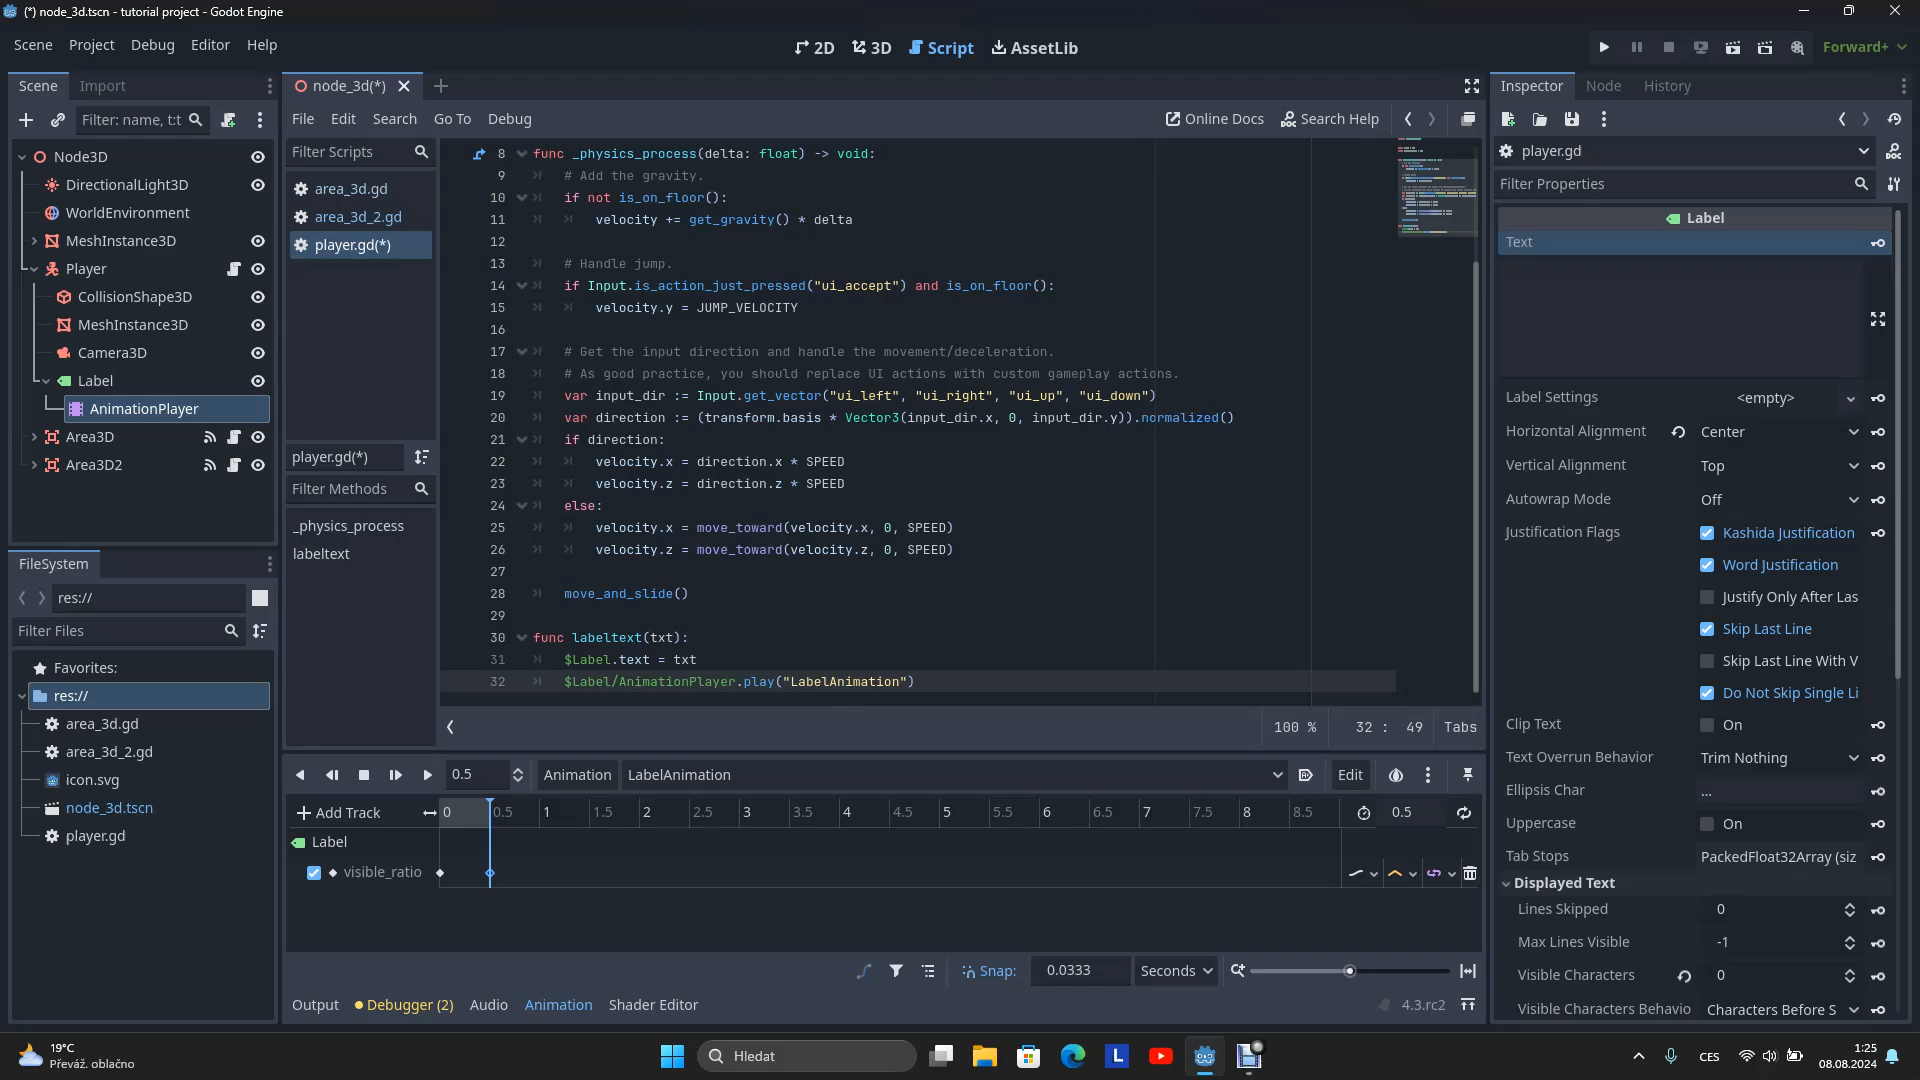 (*) node_3d.tscn - tutorial project - Godot Engine
Scene Project Debug Editor Help
2D 3D Script AssetLib
Forward+
Scene Import
Filter: name, t:t
Node3D
DirectionalLight3D
WorldEnvironment
MeshInstance3D
Player
CollisionShape3D
MeshInstance3D
Camera3D
Label
AnimationPlayer
Area3D
Area3D2
FileSystem
res://
Filter Files
Favorites:
res://
area_3d.gd
area_3d_2.gd
icon.svg
node_3d.tscn
player.gd
node_3d(*)
File Edit Search Go To Debug
Online Docs Search Help
Filter Scripts
area_3d.gd
area_3d_2.gd
player.gd(*)
player.gd(*)
Filter Methods
_physics_process
labeltext
8 func _physics_process(delta: float) -> void:
9 # Add the gravity.
10 if not is_on_floor():
11 velocity += get_gravity() * delta
12
13 # Handle jump.
14 if Input.is_action_just_pressed("ui_accept") and is_on_floor():
15 velocity.y = JUMP_VELOCITY
16
17 # Get the input direction and handle the movement/deceleration.
18 # As good practice, you should replace UI actions with custom gameplay actions.
19 var input_dir := Input.get_vector("ui_left", "ui_right", "ui_up", "ui_down")
20 var direction := (transform.basis * Vector3(input_dir.x, 0, input_dir.y)).normalized()
21 if direction:
22 velocity.x = direction.x * SPEED
23 velocity.z = direction.z * SPEED
24 else:
25 velocity.x = move_toward(velocity.x, 0, SPEED)
26 velocity.z = move_toward(velocity.z, 0, SPEED)
27
28 move_and_slide()
29
30 func labeltext(txt):
31 $Label.text = txt
32 $Label/AnimationPlayer.play("LabelAnimation")
100 % 32 : 49 Tabs
0.5 Animation LabelAnimation Edit
Add Track 0 0.5 1 1.5 2 2.5 3 3.5 4 4.5 5 5.5 6 6.5 7 7.5 8 8.5 0.5
Label
visible_ratio
Snap: 0.0333 Seconds
Output Debugger (2) Audio Animation Shader Editor 4.3.rc2
Inspector Node History
player.gd
Filter Properties
Label
Text
Label Settings <empty>
Horizontal Alignment Center
Vertical Alignment Top
Autowrap Mode Off
Justification Flags Kashida Justification
Word Justification
Justify Only After Las
Skip Last Line
Skip Last Line With V
Do Not Skip Single Li
Clip Text On
Text Overrun Behavior Trim Nothing
Ellipsis Char ...
Uppercase On
Tab Stops PackedFloat32Array (siz
Displayed Text
Lines Skipped 0
Max Lines Visible -1
Visible Characters 0
Visible Characters Behavio Characters Before S
19°C
Převáž. oblačno
Hledat
L
CES
1:25
08.08.2024